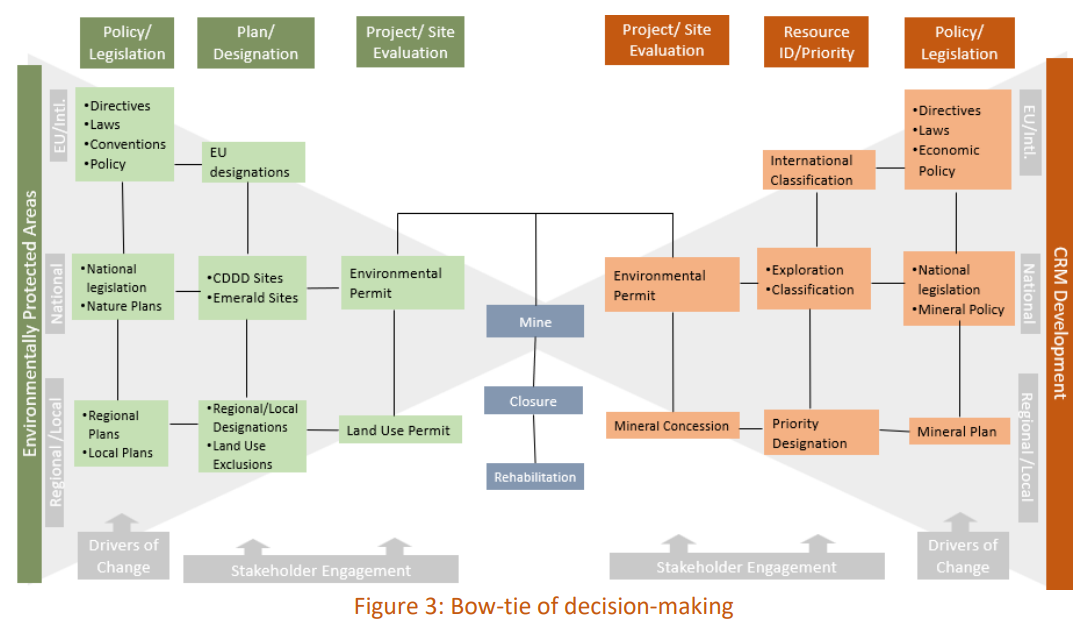 Policy/
Legislation
Plan/
Designation
Project/ Site
Evaluation
Project/ Site
Evaluation
Resource
ID/Priority
Policy/
Legislation
Environmentally Protected Areas
EU/Intl.
National
Regional /Local
•Directives
•Laws
•Conventions
•Policy
EU
designations
•National
legislation
•Nature Plans
•CDDD Sites
•Emerald Sites
Environmental
Permit
•Regional
Plans
•Local Plans
•Regional/Local
Designations
•Land Use
Exclusions
Land Use Permit
Mine
Closure
Rehabilitation
International
Classification
•Directives
•Laws
•Economic
Policy
Environmental
Permit
•Exploration
•Classification
•National
legislation
•Mineral Policy
Mineral Concession
Priority
Designation
Mineral Plan
EU/Intl.
National
Regional /Local
CRM Development
Drivers of
Change
Stakeholder Engagement
Stakeholder Engagement
Drivers of
Change
Figure 3: Bow-tie of decision-making